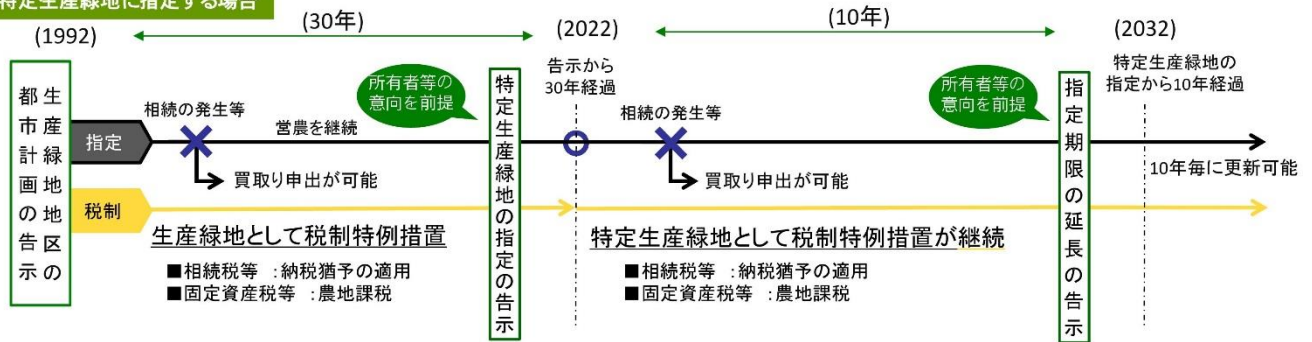 特定生産緑地に指定する場合
(1992)
(30年)
(2022)
(10年)
(2032)
生産緑地地区の
都市計画の告示
指定
税制
相続の発生等
営農を継続
買取り申出が可能
所有者等の
意向を前提
特定生産緑地の指定の告示
告示から
30年経過
相続の発生等
買取り申出が可能
所有者等の
意向を前提
指定期限の延長の告示
特定生産緑地の
指定から10年経過
10年毎に更新可能
生産緑地として税制特例措置
■相続税等 :納税猶予の適用
■固定資産税等 :農地課税
特定生産緑地として税制特例措置が継続
■相続税等 :納税猶予の適用
■固定資産税等 :農地課税